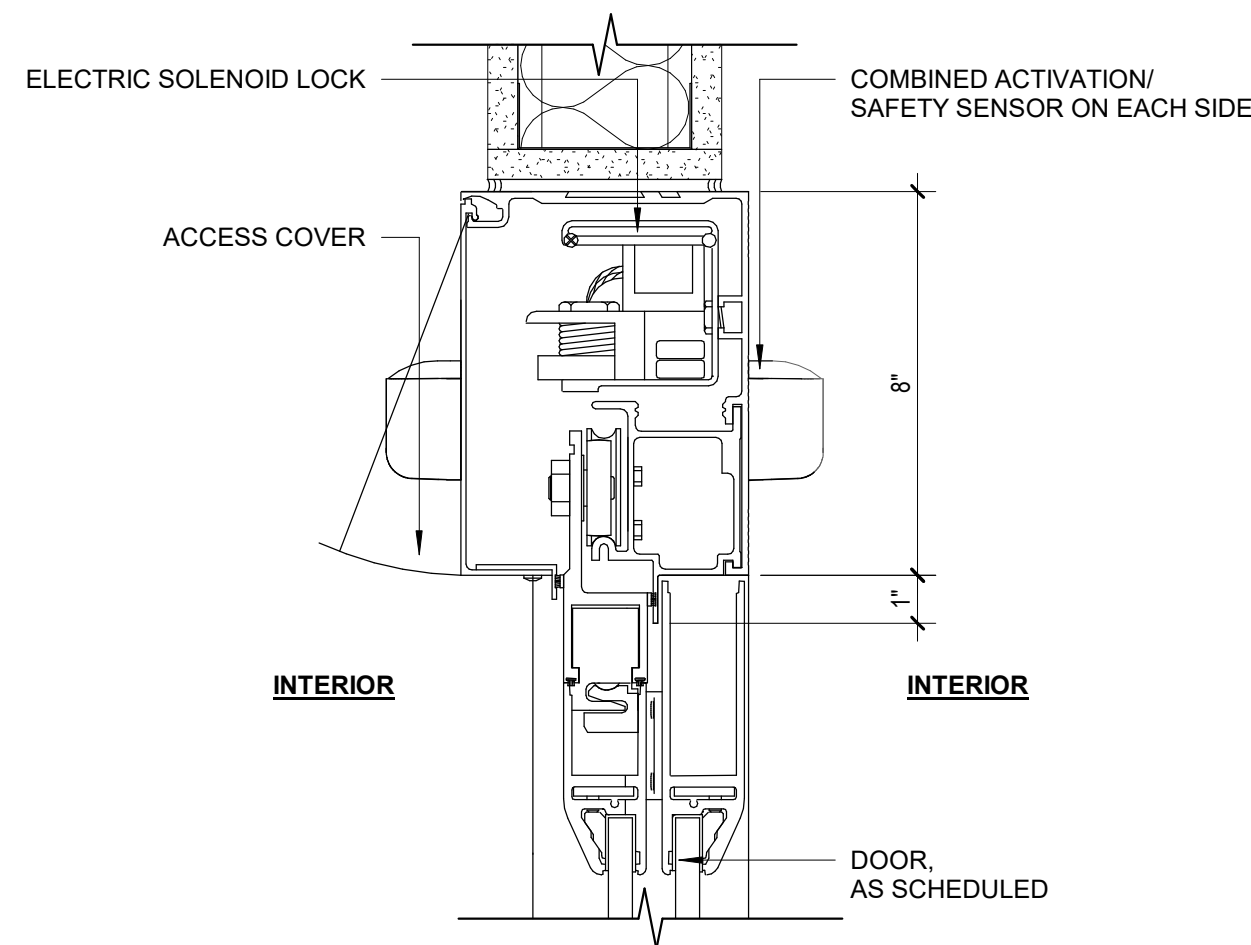 ELECTRIC SOLENOID LOCK
COMBINED ACTIVATION/
SAFETY SENSOR ON EACH SIDE
ACCESS COVER
8"
1"
INTERIOR
INTERIOR
DOOR,
AS SCHEDULED